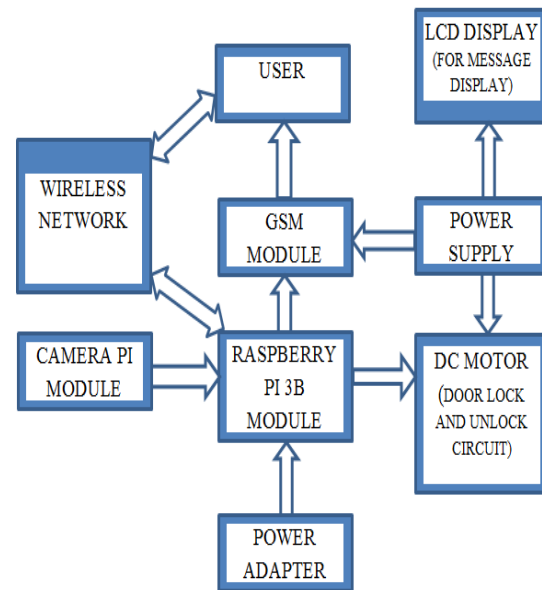 USER
LCD DISPLAY
(FOR MESSAGE
DISPLAY)
WIRELESS
NETWORK
GSM
MODULE
POWER
SUPPLY
CAMERA PI
MODULE
RASPBERRY
PI 3B
MODULE
DC MOTOR
(DOOR LOCK
AND UNLOCK
CIRCUIT)
POWER
ADAPTER